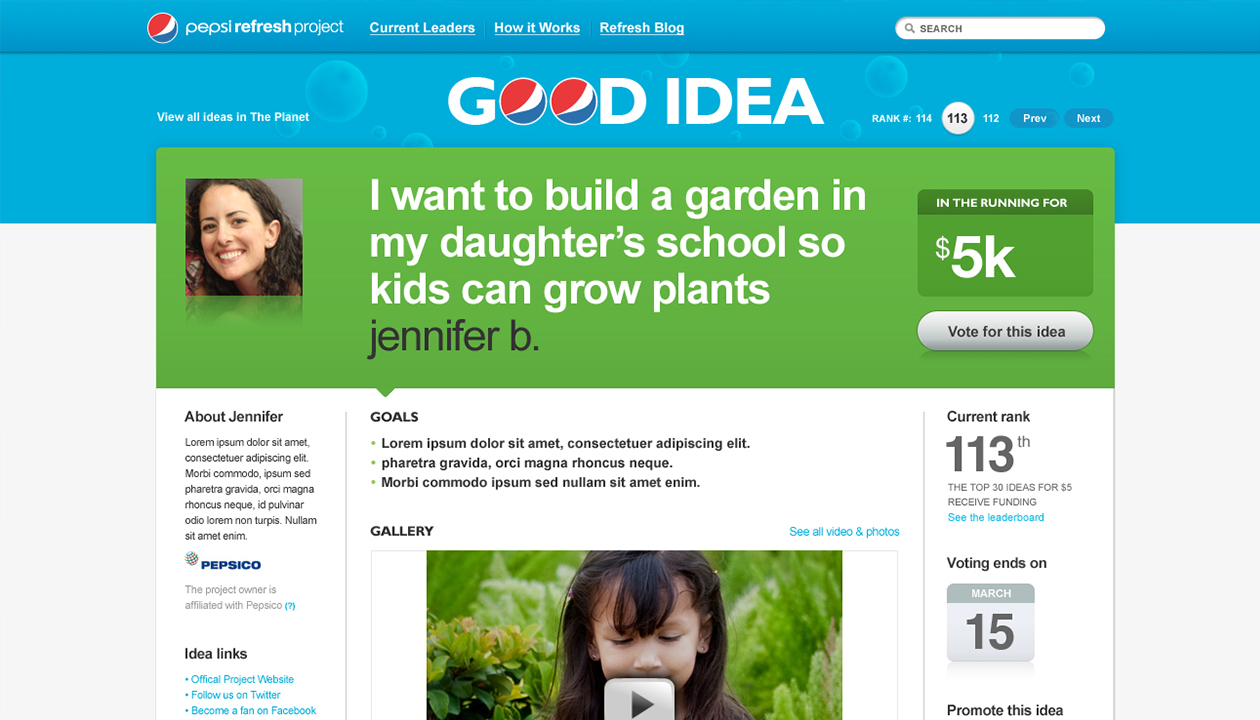 pepsi refresh project
Current Leaders
How it Works
Refresh Blog
SEARCH
GOOD IDEA
View all ideas in The Planet
RANK #: 114 113 112 Prev Next
I want to build a garden in
my daughter’s school so
kids can grow plants
jennifer b.
IN THE RUNNING FOR
$5k
Vote for this idea
About Jennifer
Lorem ipsum dolor sit amet,
consectetuer adipiscing elit.
Morbi commodo, ipsum sed
pharetra gravida, orci magna
rhoncus neque, id pulvinar
odio lorem non turpis. Nullam
sit amet enim.
PEPSICO
The project owner is
affiliated with Pepsico (?)
Idea links
• Offical Project Website
• Follow us on Twitter
• Become a fan on Facebook
GOALS
• Lorem ipsum dolor sit amet, consectetuer adipiscing elit.
• pharetra gravida, orci magna rhoncus neque.
• Morbi commodo ipsum sed nullam sit amet enim.
GALLERY
See all video & photos
Current rank
113th
THE TOP 30 IDEAS FOR $5
RECEIVE FUNDING
See the leaderboard
Voting ends on
MARCH
15
Promote this idea